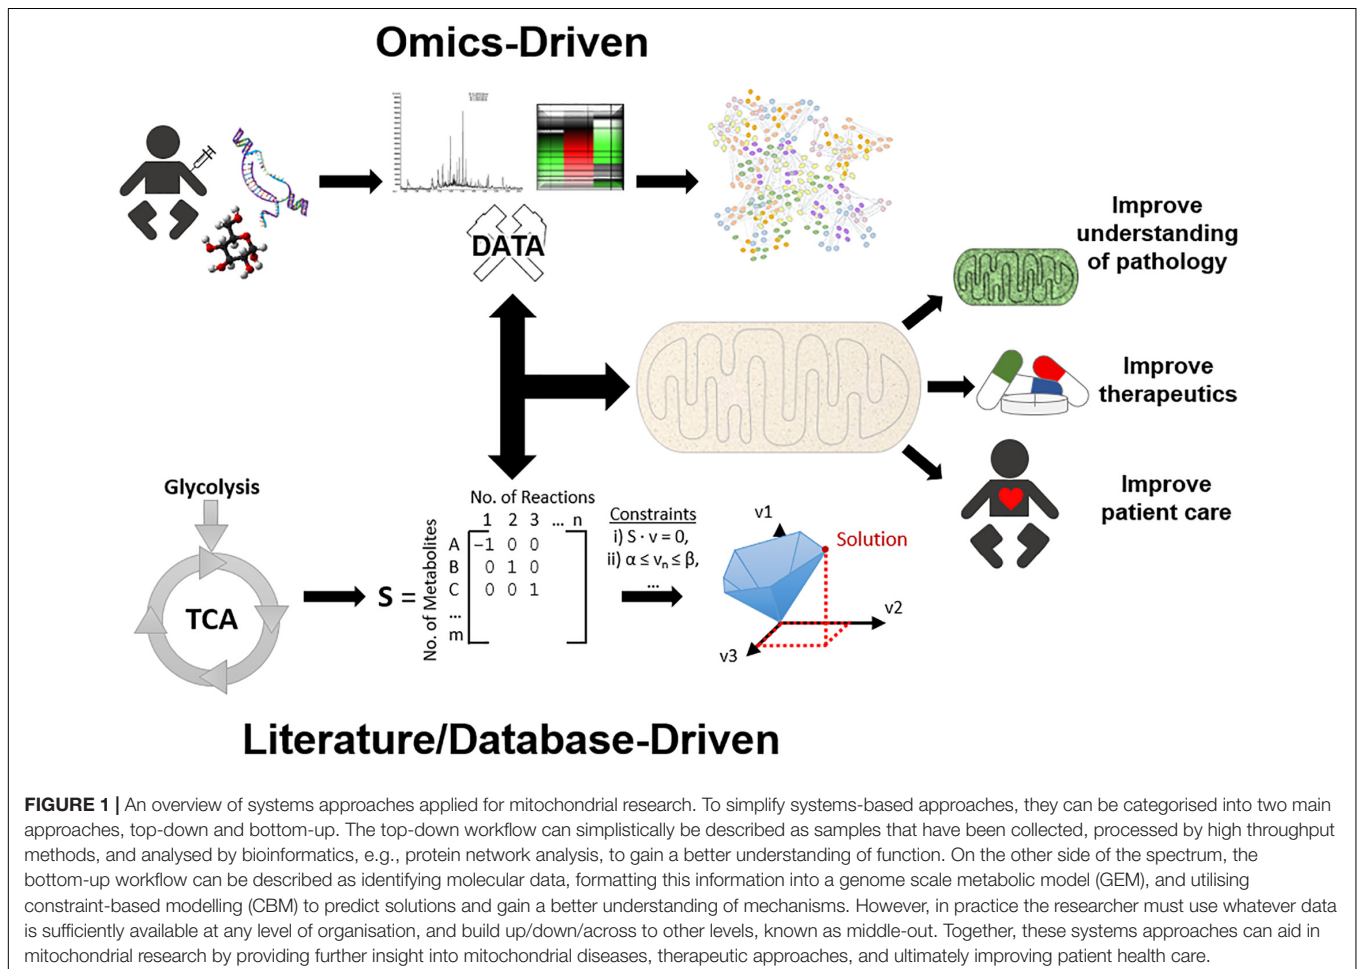 Omics-Driven
DATA
Improve
understanding
of pathology
Improve
therapeutics
Improve
patient care
Glycolysis
TCA
No. of Reactions
1 2 3 ... n
No. of Metabolites
S =
A −1 0 0
B 0 1 0
C 0 0 1
...
m
Constraints
i) S · v = 0,
ii) α ≤ vn ≤ β,
...
v1
Solution
v2
v3
Literature/Database-Driven
FIGURE 1 | An overview of systems approaches applied for mitochondrial research. To simplify systems-based approaches, they can be categorised into two main
approaches, top-down and bottom-up. The top-down workflow can simplistically be described as samples that have been collected, processed by high throughput
methods, and analysed by bioinformatics, e.g., protein network analysis, to gain a better understanding of function. On the other side of the spectrum, the
bottom-up workflow can be described as identifying molecular data, formatting this information into a genome scale metabolic model (GEM), and utilising
constraint-based modelling (CBM) to predict solutions and gain a better understanding of mechanisms. However, in practice the researcher must use whatever data
is sufficiently available at any level of organisation, and build up/down/across to other levels, known as middle-out. Together, these systems approaches can aid in
mitochondrial research by providing further insight into mitochondrial diseases, therapeutic approaches, and ultimately improving patient health care.